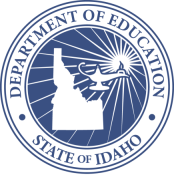 DEPARTMENT OF EDUCATION
STATE OF IDAHO